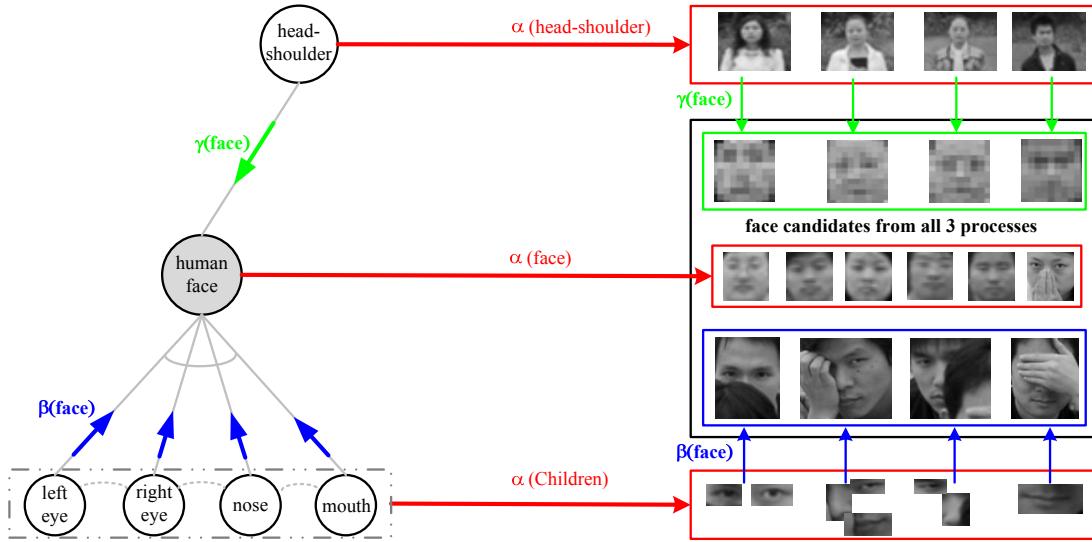 head-
shoulder
α (head-shoulder)
γ(face)
γ(face)
face candidates from all 3 processes
human
face
α (face)
β(face)
β(face)
left
eye
right
eye
nose
mouth
α (Children)